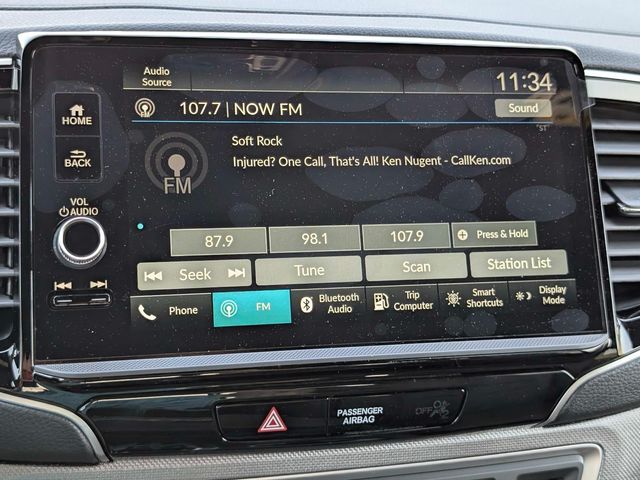 Audio
Source
11:34
107.7 | NOW FM
Sound
ST
HOME
BACK
VOL
AUDIO
FM
Soft Rock
Injured? One Call, That's All! Ken Nugent - CallKen.com
87.9
98.1
107.9
Press & Hold
Seek
Tune
Scan
Station List
Phone
FM
Bluetooth
Audio
Trip
Computer
Smart
Shortcuts
Display
Mode
PASSENGER
AIRBAG
OFF